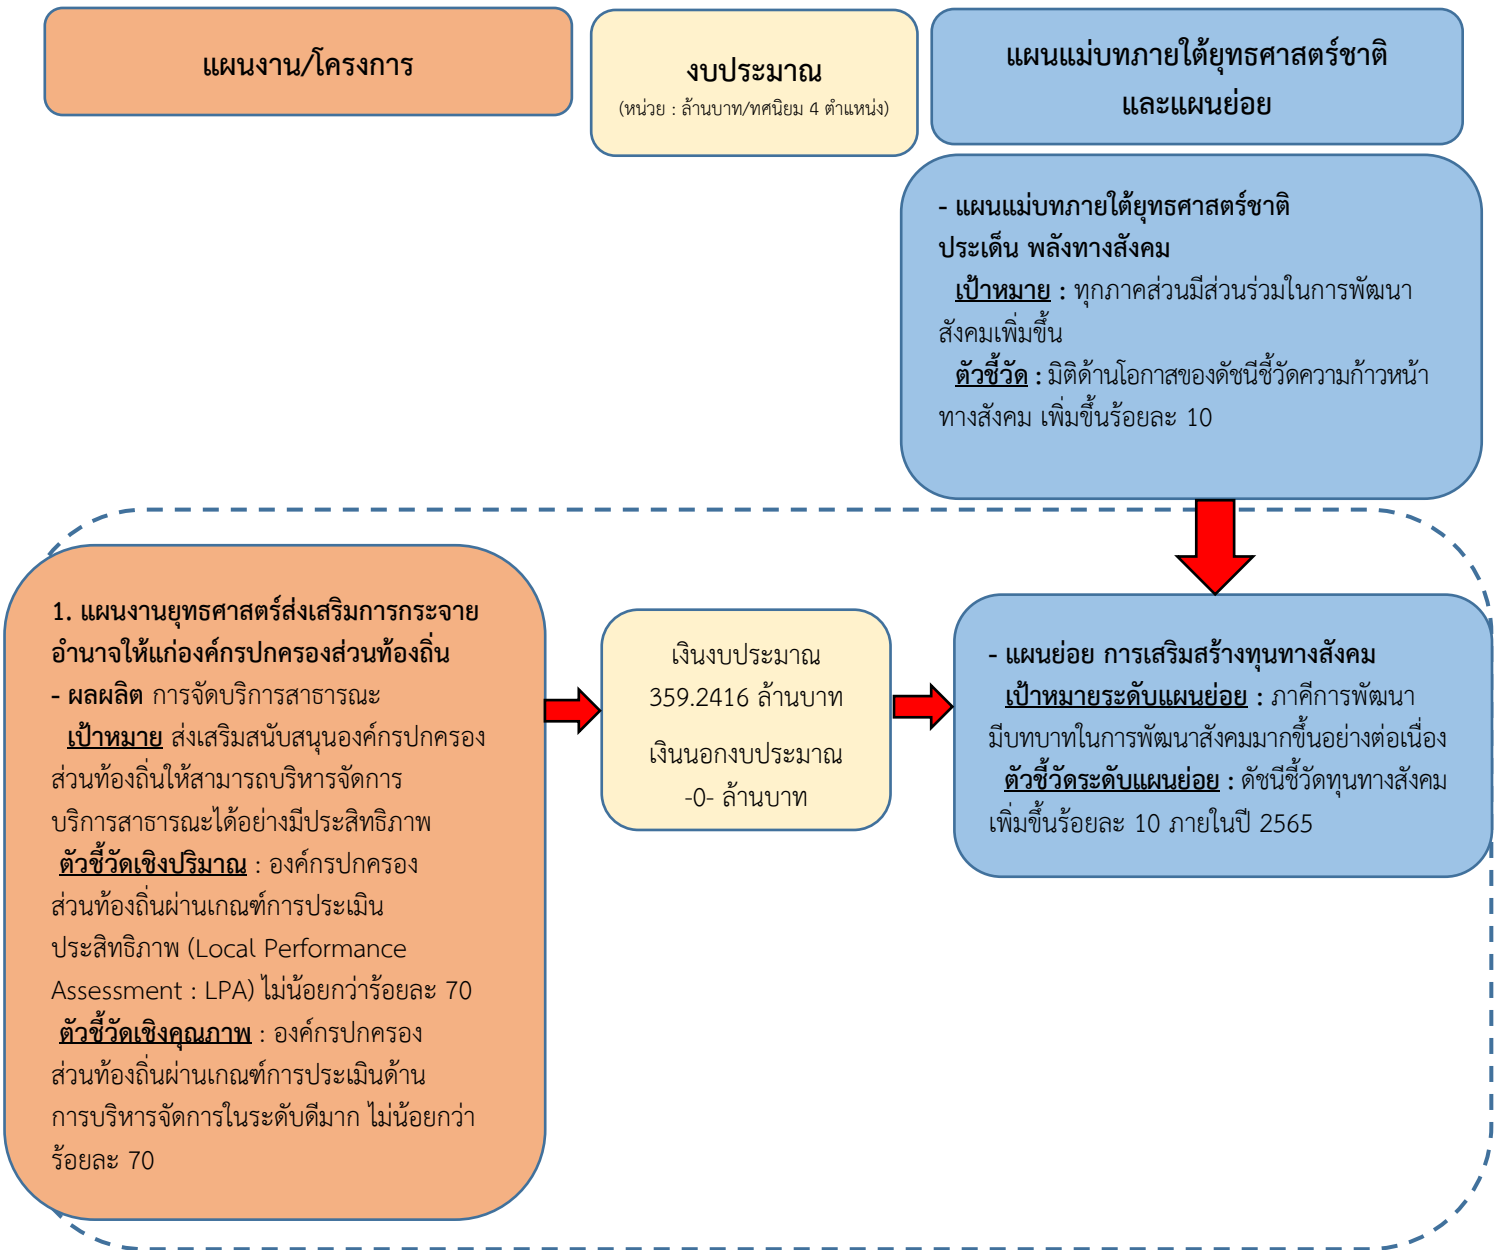 แผนงาน/โครงการ
งบประมาณ
(หน่วย : ล้านบาท/ทศนิยม 4 ตำแหน่ง)
แผนแม่บทภายใต้ยุทธศาสตร์ชาติ
และแผนย่อย
- แผนแม่บทภายใต้ยุทธศาสตร์ชาติ
ประเด็น พลังทางสังคม
เป้าหมาย : ทุกภาคส่วนมีส่วนร่วมในการพัฒนา
สังคมเพิ่มขึ้น
ตัวชี้วัด : มิติด้านโอกาสของดัชนีชี้วัดความก้าวหน้า
ทางสังคม เพิ่มขึ้นร้อยละ 10
1. แผนงานยุทธศาสตร์ส่งเสริมการกระจาย
อำนาจให้แก่องค์กรปกครองส่วนท้องถิ่น
- ผลผลิต การจัดบริการสาธารณะ
เป้าหมาย ส่งเสริมสนับสนุนองค์กรปกครอง
ส่วนท้องถิ่นให้สามารถบริหารจัดการ
บริการสาธารณะได้อย่างมีประสิทธิภาพ
ตัวชี้วัดเชิงปริมาณ : องค์กรปกครอง
ส่วนท้องถิ่นผ่านเกณฑ์การประเมิน
ประสิทธิภาพ (Local Performance
Assessment : LPA) ไม่น้อยกว่าร้อยละ 70
ตัวชี้วัดเชิงคุณภาพ : องค์กรปกครอง
ส่วนท้องถิ่นผ่านเกณฑ์การประเมินด้าน
การบริหารจัดการในระดับดีมาก ไม่น้อยกว่า
ร้อยละ 70
เงินงบประมาณ
359.2416 ล้านบาท
เงินนอกงบประมาณ
-0- ล้านบาท
- แผนย่อย การเสริมสร้างทุนทางสังคม
เป้าหมายระดับแผนย่อย : ภาคีการพัฒนา
มีบทบาทในการพัฒนาสังคมมากขึ้นอย่างต่อเนื่อง
ตัวชี้วัดระดับแผนย่อย : ดัชนีชี้วัดทุนทางสังคม
เพิ่มขึ้นร้อยละ 10 ภายในปี 2565